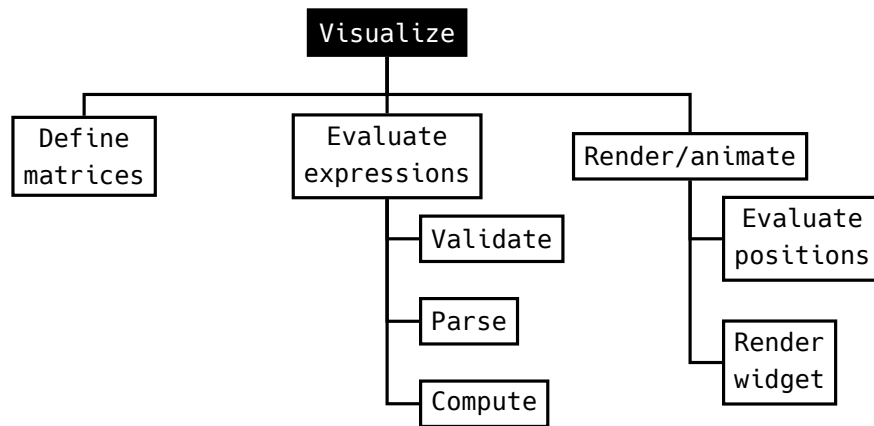 Visualize
Define
matrices
Evaluate
expressions
Render/animate
Validate
Parse
Compute
Evaluate
positions
Render
widget